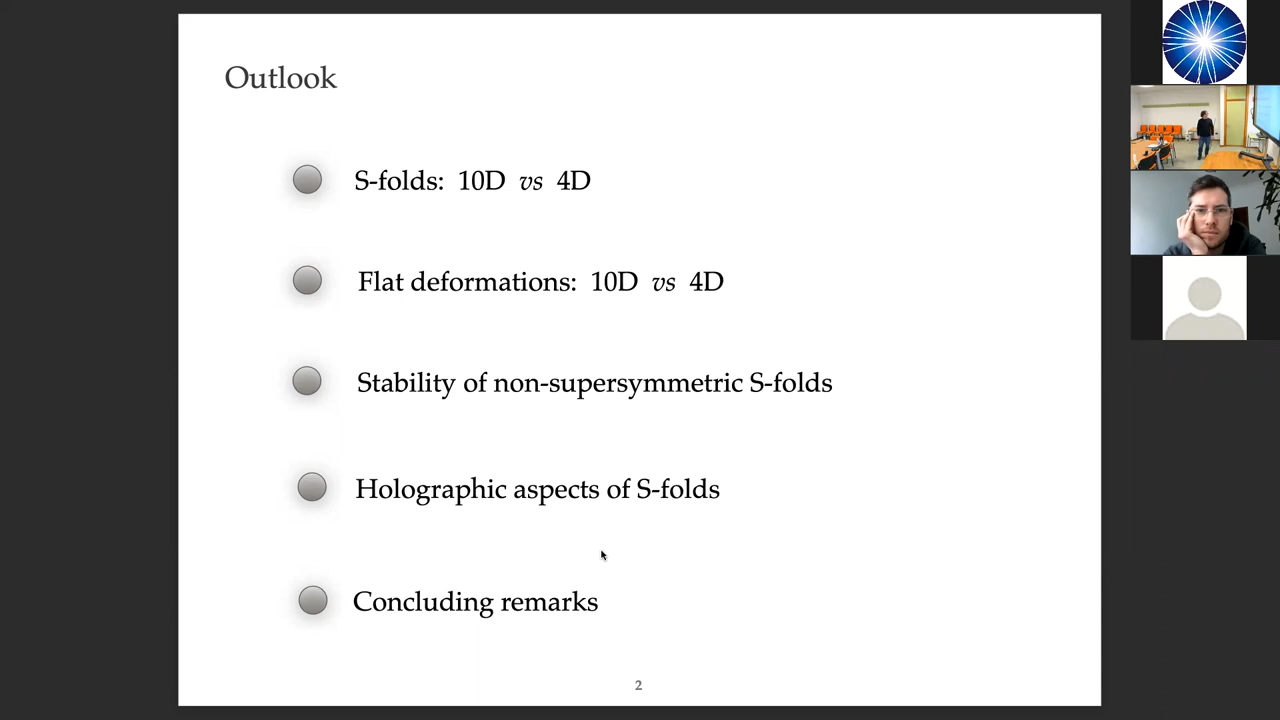 Outlook
S-folds: 10D vs 4D
Flat deformations: 10D vs 4D
Stability of non-supersymmetric S-folds
Holographic aspects of S-folds
Concluding remarks
2